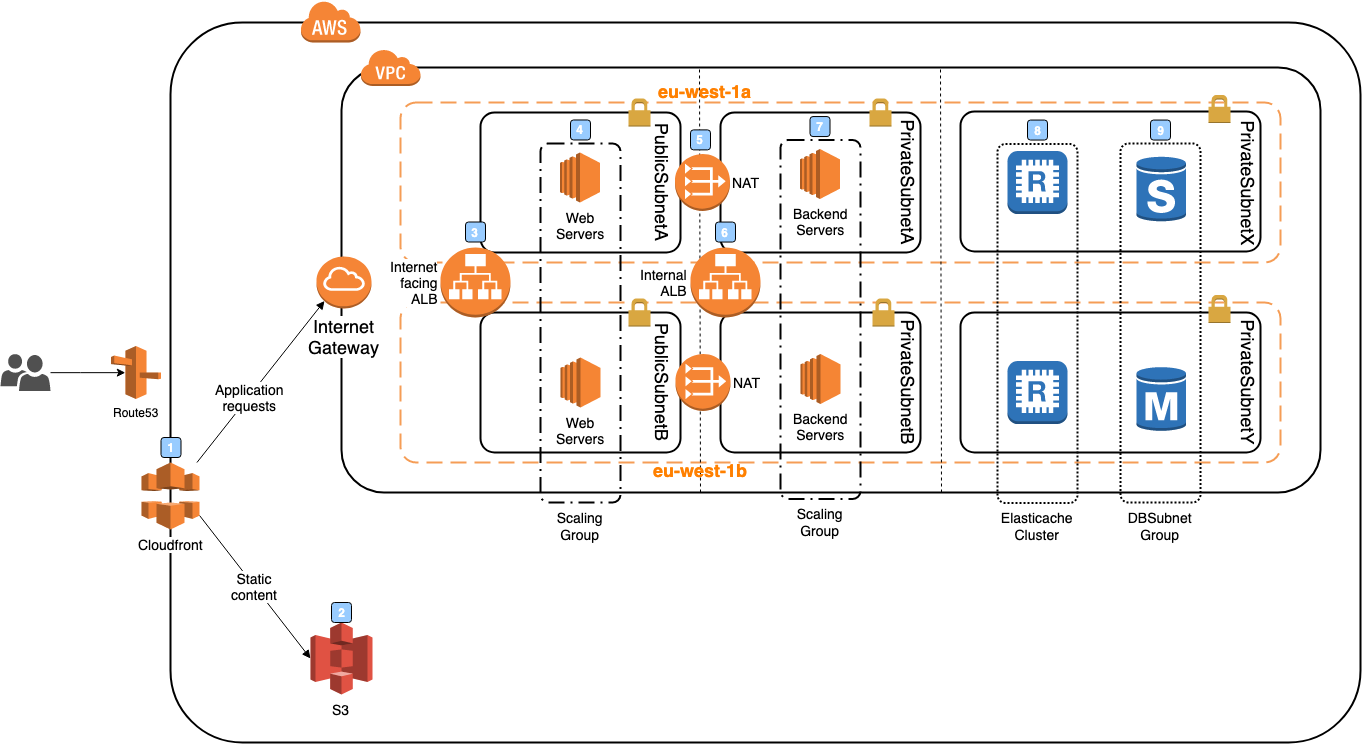 AWS
VPC
eu-west-1a
4
5
7
8
9
PublicSubnetA
PrivateSubnetA
PrivateSubnetX
R
S
NAT
Web
Servers
Backend
Servers
3
6
Internet
facing
ALB
Internal
ALB
Internet
Gateway
PublicSubnetB
PrivateSubnetB
PrivateSubnetY
R
M
NAT
Web
Servers
Backend
Servers
eu-west-1b
Route53
Application
requests
1
Cloudfront
Scaling
Group
Scaling
Group
Elasticache
Cluster
DBSubnet
Group
Static
content
2
S3